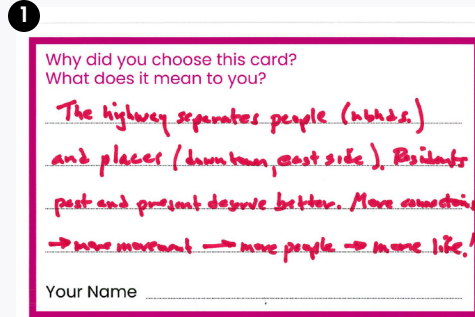 1
Why did you choose this card?
What does it mean to you?
The highway separates people (nbhds.)
and places (downtown, east side). Residents
past and present deserve better. More connection
→ more movement → more people → more life!
Your Name